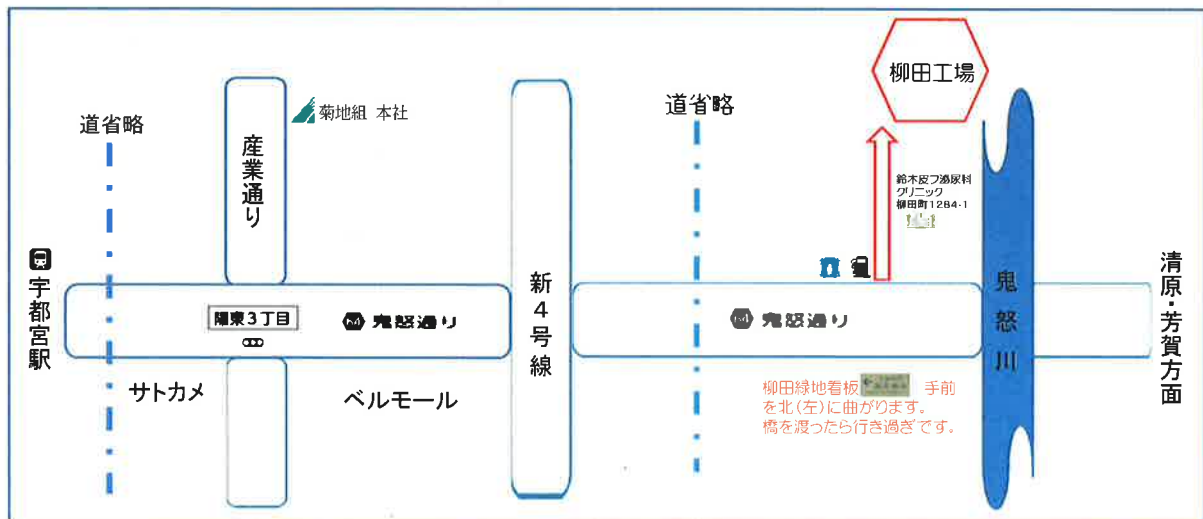 柳田工場
道省略
菊地組 本社
道省略
産業通り
鈴木皮フ泌尿科
クリニック
柳田町1284-1
宇都宮駅
陽東3丁目
64 鬼怒通り
新4号線
64 鬼怒通り
鬼怒川
清原・芳賀方面
サトカメ
ベルモール
柳田緑地看板 手前
を北(左)に曲がります。
橋を渡ったら行き過ぎです。